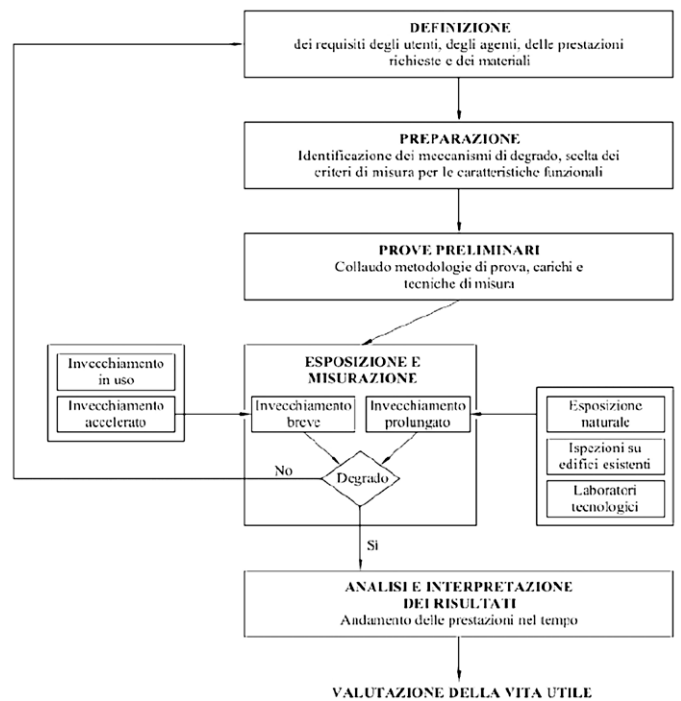 DEFINIZIONE
dei requisiti degli utenti, degli agenti, delle prestazioni
richieste e dei materiali
PREPARAZIONE
Identificazione dei meccanismi di degrado, scelta dei
criteri di misura per le caratteristiche funzionali
PROVE PRELIMINARI
Collaudo metodologie di prova, carichi e
tecniche di misura
ESPOSIZIONE E
MISURAZIONE
Invecchiamento
in uso
Invecchiamento
accelerato
Invecchiamento
breve
Invecchiamento
prolungato
Esposizione
naturale
Ispezioni su
edifici esistenti
Laboratori
tecnologici
Degrado
No
Si
ANALISI E INTERPRETAZIONE
DEI RISULTATI
Andamento delle prestazioni nel tempo
VALUTAZIONE DELLA VITA UTILE